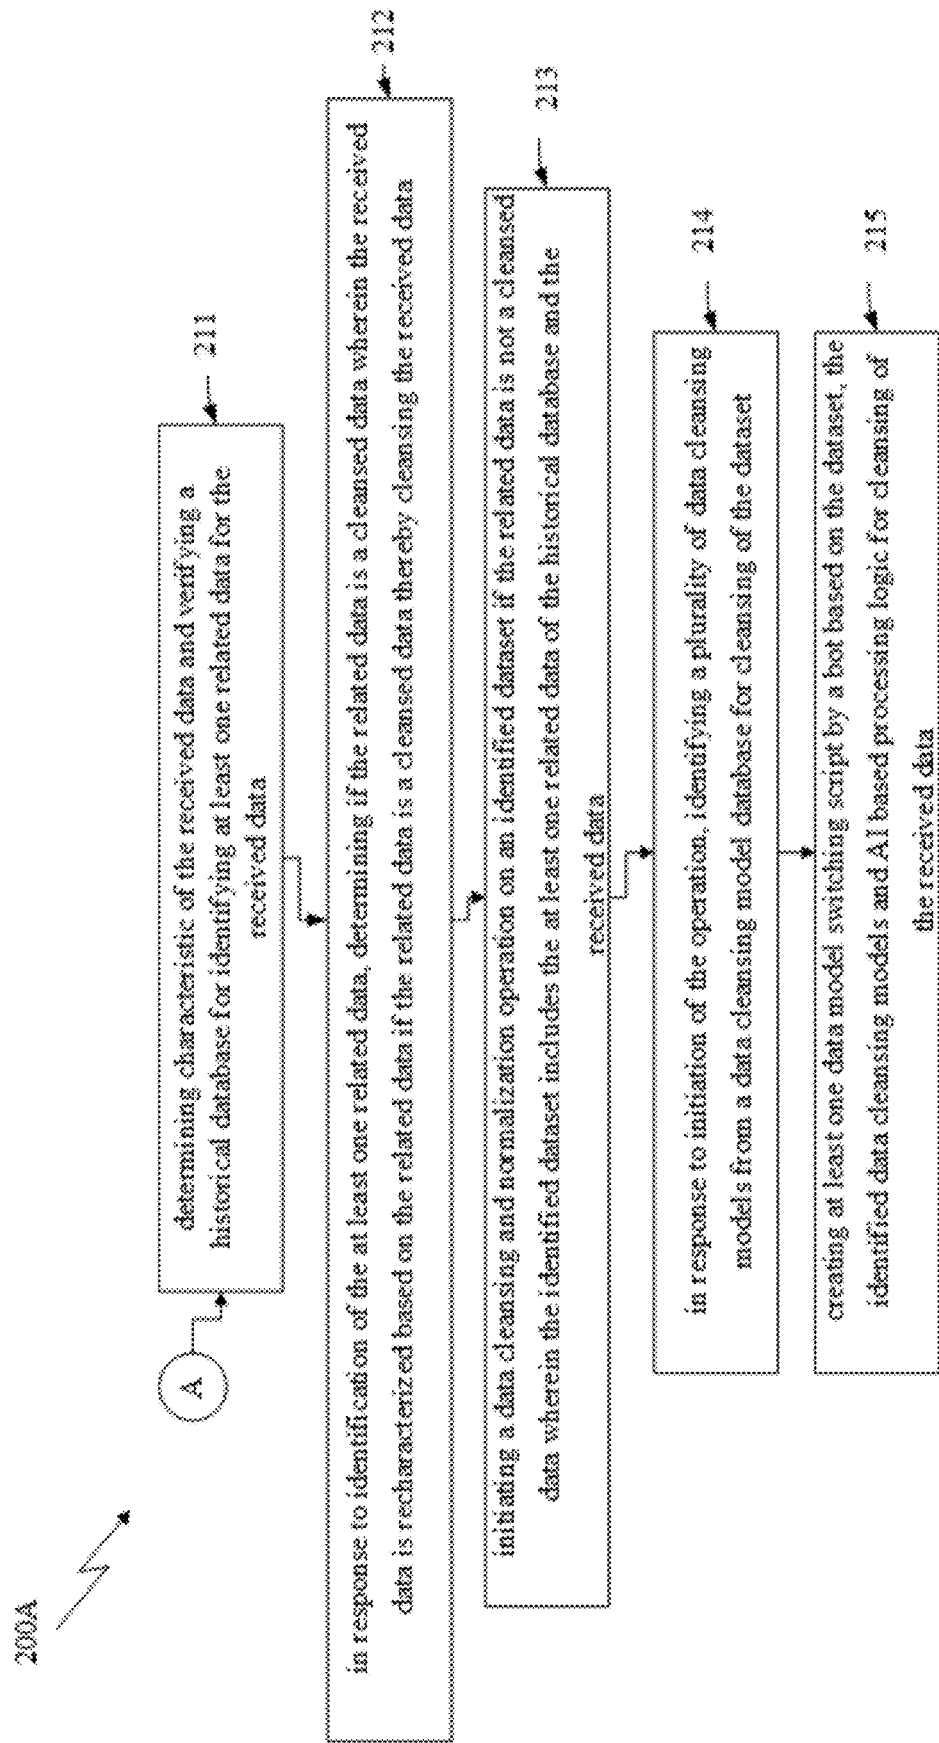 200A
A
determining characteristic of the received data and verifying a
historical database for identifying at least one related data for the
received data
211
in response to identification of the at least one related data, determining if the related data is a cleansed data wherein the received
data is recharacterized based on the related data if the related data is a cleansed data thereby cleansing the received data
212
initiating a data cleansing and normalization operation on an identified dataset if the related data is not a cleansed
data wherein the identified dataset includes the at least one related data of the historical database and the
received data
213
in response to initiation of the operation, identifying a plurality of data cleansing
models from a data cleansing model database for cleansing of the dataset
214
creating at least one data model switching script by a bot based on the dataset, the
identified data cleansing models and AI based processing logic for cleansing of
the received data
215